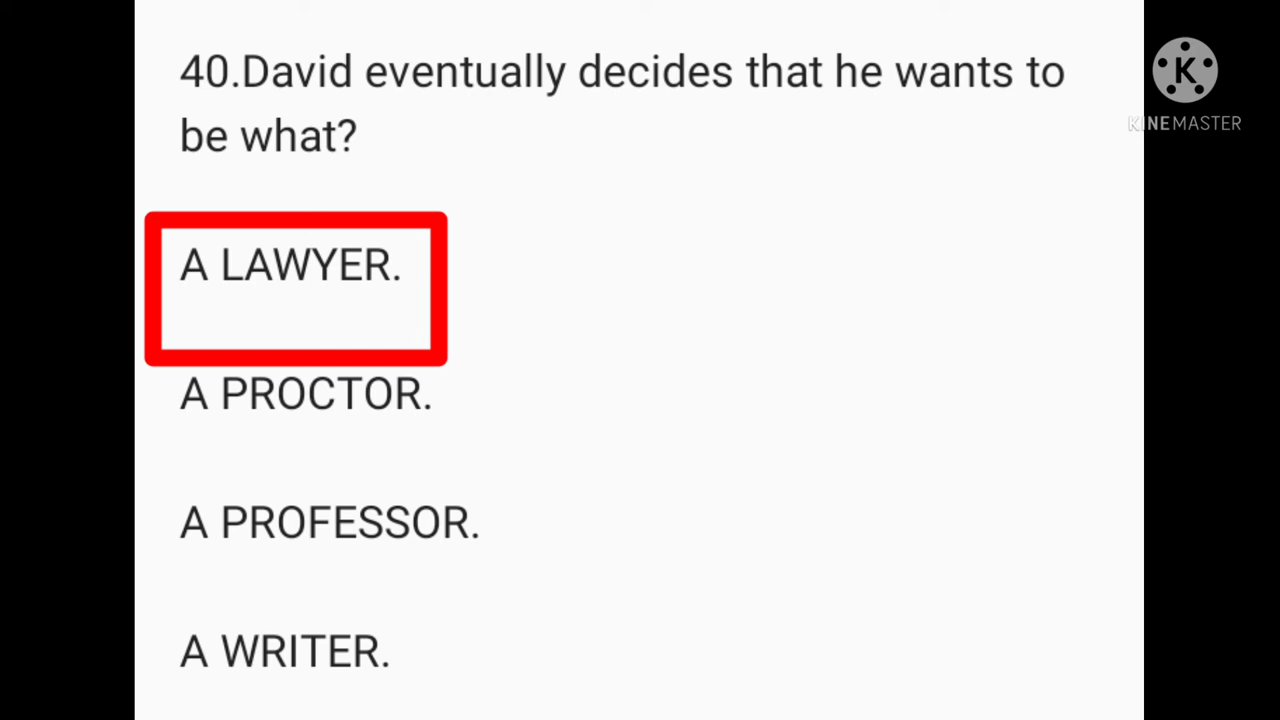 40.David eventually decides that he wants to
be what?
K
KINEMASTER
A LAWYER.
A PROCTOR.
A PROFESSOR.
A WRITER.